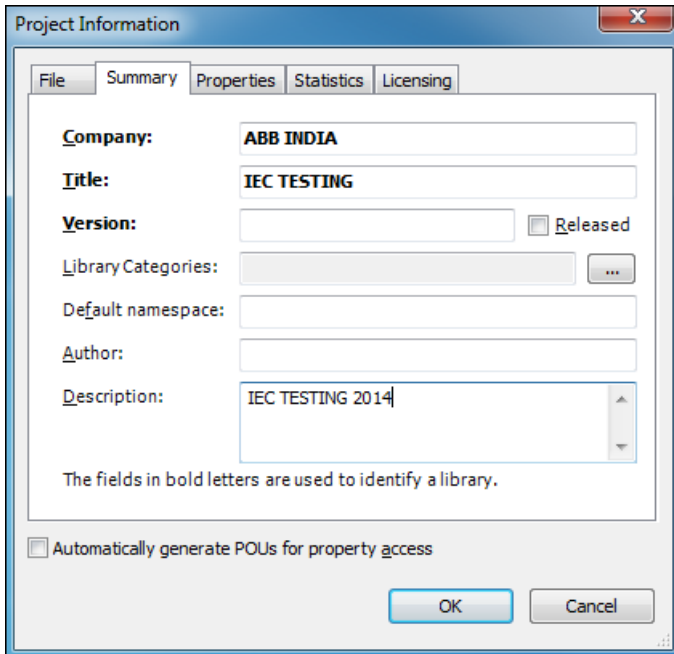 Project Information
File Summary Properties Statistics Licensing
Company: ABB INDIA
Title: IEC TESTING
Version: Released
Library Categories: ...
Default namespace:
Author:
Description: IEC TESTING 2014
The fields in bold letters are used to identify a library.
Automatically generate POUs for property access
OK Cancel